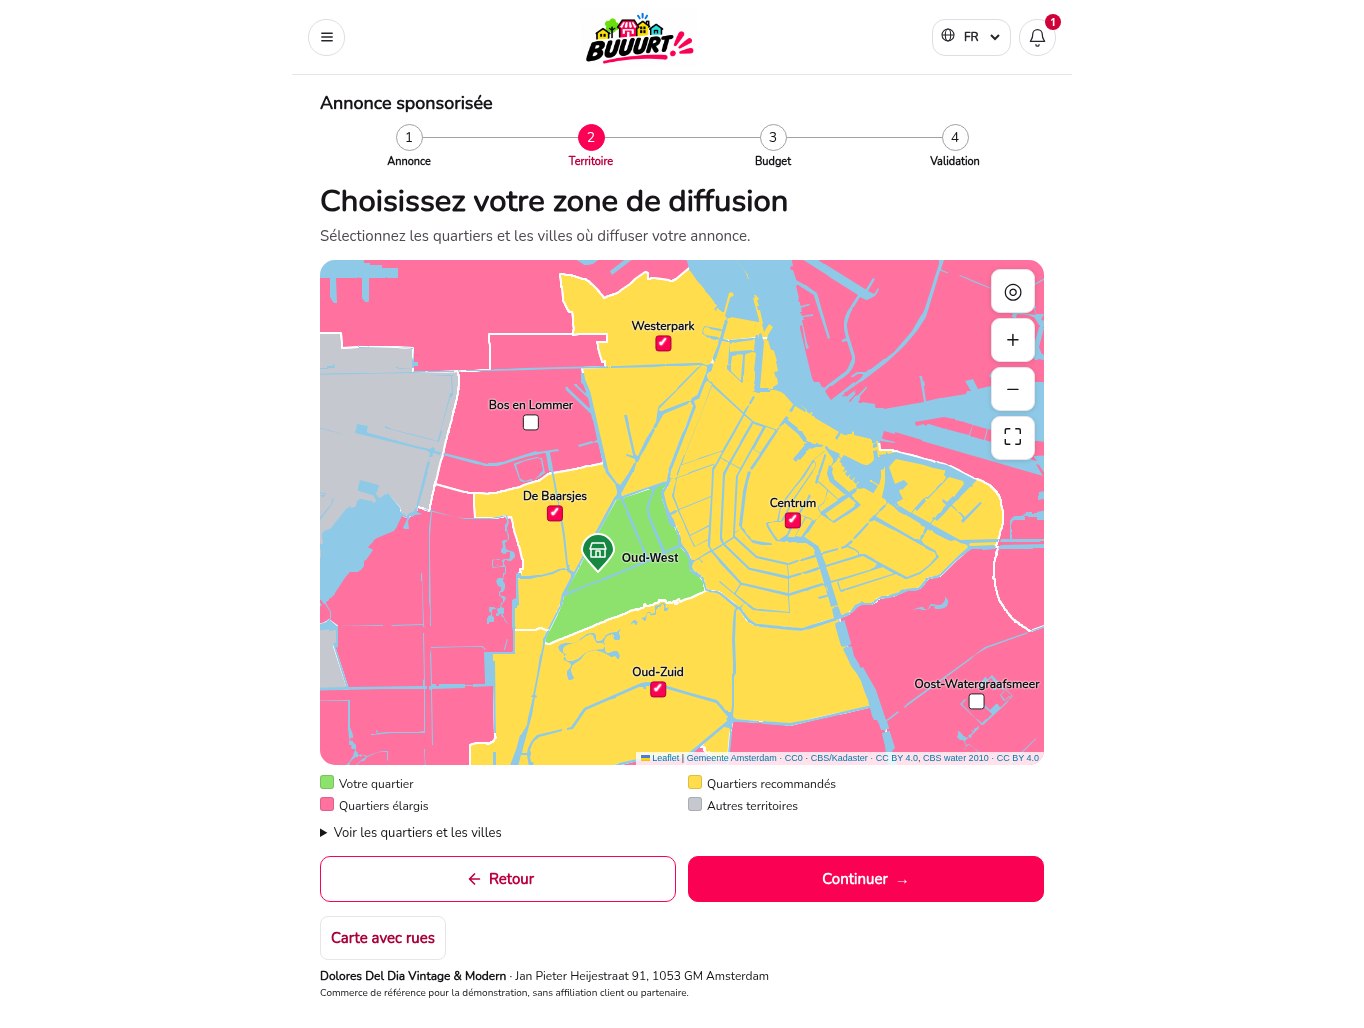 BUUURT!
FR
1
Annonce sponsorisée
1
2
3
4
Annonce
Territoire
Budget
Validation
Choisissez votre zone de diffusion
Sélectionnez les quartiers et les villes où diffuser votre annonce.
Westerpark
Bos en Lommer
De Baarsjes
Centrum
Oud-West
Oud-Zuid
Oost-Watergraafsmeer
+
−
Leaflet | Gemeente Amsterdam · CC0 · CBS/Kadaster · CC BY 4.0, CBS water 2010 · CC BY 4.0
Votre quartier
Quartiers recommandés
Quartiers élargis
Autres territoires
Voir les quartiers et les villes
← Retour
Continuer →
Carte avec rues
Dolores Del Dia Vintage & Modern · Jan Pieter Heijestraat 91, 1053 GM Amsterdam
Commerce de référence pour la démonstration, sans affiliation client ou partenaire.